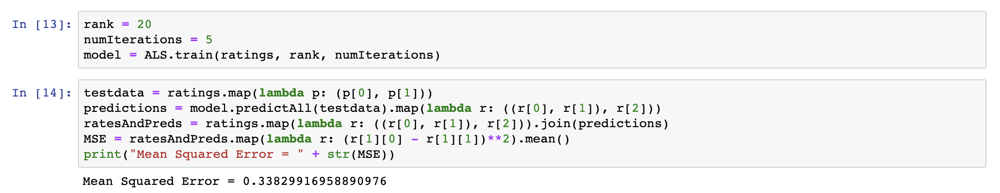 In [13]: rank = 20
numIterations = 5
model = ALS.train(ratings, rank, numIterations)
In [14]: testdata = ratings.map(lambda p: (p[0], p[1]))
predictions = model.predictAll(testdata).map(lambda r: ((r[0], r[1]), r[2]))
ratesAndPreds = ratings.map(lambda r: ((r[0], r[1]), r[2])).join(predictions)
MSE = ratesAndPreds.map(lambda r: (r[1][0] - r[1][1])**2).mean()
print("Mean Squared Error = " + str(MSE))
Mean Squared Error = 0.33829916958890976